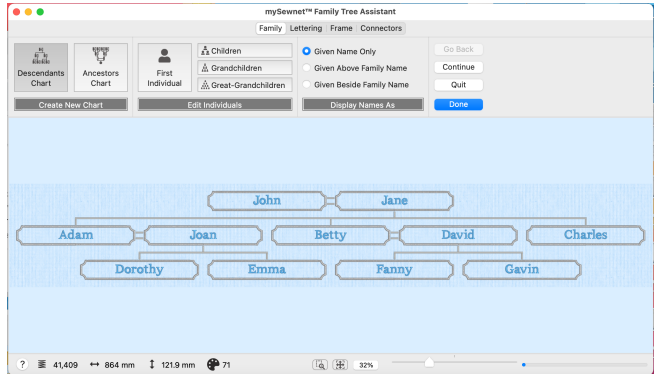 mySewnet™ Family Tree Assistant
Family Lettering Frame Connectors
Descendants Chart
Ancestors Chart
Create New Chart
First Individual
Children
Grandchildren
Great-Grandchildren
Edit Individuals
Given Name Only
Given Above Family Name
Given Beside Family Name
Display Names As
Go Back
Continue
Quit
Done
John Jane
Adam Joan Betty David Charles
Dorothy Emma Fanny Gavin
? 41,409 864 mm 121.9 mm 71 32%